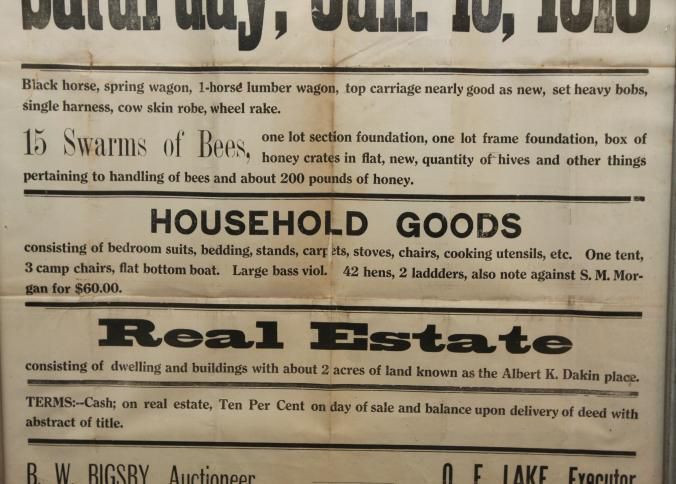 Saturday, Jan.
Black horse, spring wagon, 1-horse lumber wagon, top carriage nearly good as new, set heavy bobs,
single harness, cow skin robe, wheel rake.
15 Swarms of Bees, one lot section foundation, one lot frame foundation, box of
honey crates in flat, new, quantity of hives and other things
pertaining to handling of bees and about 200 pounds of honey.
HOUSEHOLD GOODS
consisting of bedroom suits, bedding, stands, carpets, stoves, chairs, cooking utensils, etc. One tent,
3 camp chairs, flat bottom boat. Large bass viol. 42 hens, 2 laddders, also note against S. M. Mor-
gan for $60.00.
Real Estate
consisting of dwelling and buildings with about 2 acres of land known as the Albert K. Dakin place.
TERMS:--Cash; on real estate, Ten Per Cent on day of sale and balance upon delivery of deed with
abstract of title.
B. W. BIGSBY Auctioneer LAKE Executor